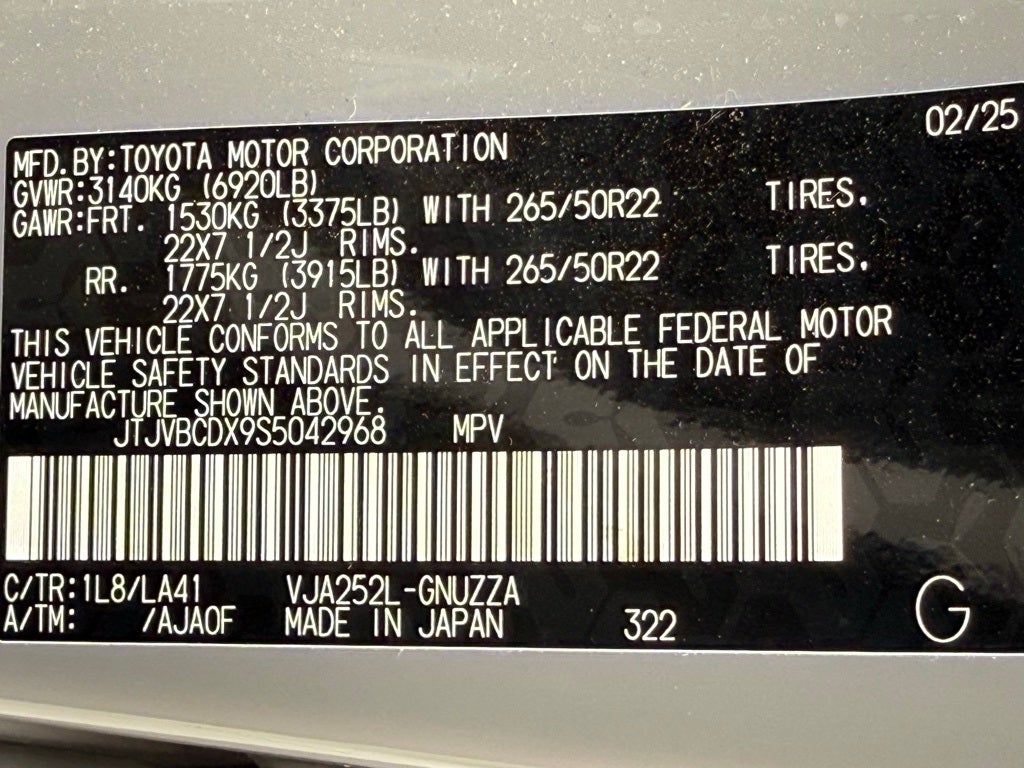 02/25
MFD.BY:TOYOTA MOTOR CORPORATION
GVWR:3140KG (6920LB)
GAWR:FRT. 1530KG (3375LB) WITH 265/50R22 TIRES.
22X7 1/2J RIMS.
RR. 1775KG (3915LB) WITH 265/50R22 TIRES.
22X7 1/2J RIMS.
THIS VEHICLE CONFORMS TO ALL APPLICABLE FEDERAL MOTOR
VEHICLE SAFETY STANDARDS IN EFFECT ON THE DATE OF
MANUFACTURE SHOWN ABOVE.
JTJVBCDX9S5042968 MPV
C/TR:1L8/LA41 VJA252L-GNUZZA
A/TM: /AJA0F MADE IN JAPAN 322 G